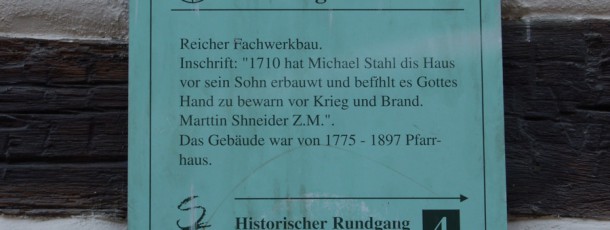 Reicher Fachwerkbau.
Inschrift: "1710 hat Michael Stahl dis Haus
vor sein Sohn erbauwt und befihlt es Gottes
Hand zu bewarn vor Krieg und Brand.
Marttin Shneider Z.M.".
Das Gebäude war von 1775 - 1897 Pfarr-
haus.
Historischer Rundgang
4